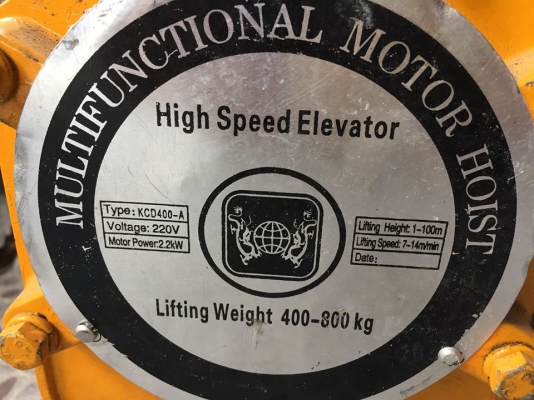 MULTIFUNCTIONAL MOTOR HOIST
High Speed Elevator
Type: KCD400-A
Voltage: 220V
Motor Power:2.2kW
Lifting Height: 1-100m
Lifting Speed: 7-14m/min
Date:
Lifting Weight 400-800 kg